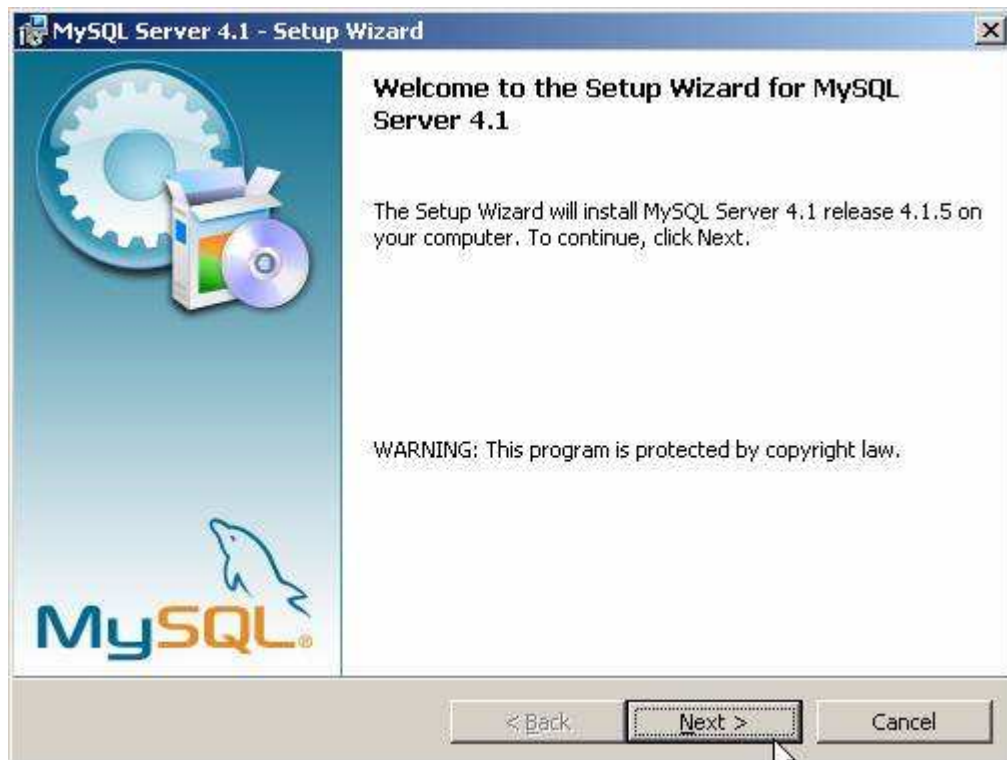 MySQL Server 4.1 - Setup Wizard
Welcome to the Setup Wizard for MySQL
Server 4.1
The Setup Wizard will install MySQL Server 4.1 release 4.1.5 on
your computer. To continue, click Next.
WARNING: This program is protected by copyright law.
MySQL®
< Back
Next >
Cancel